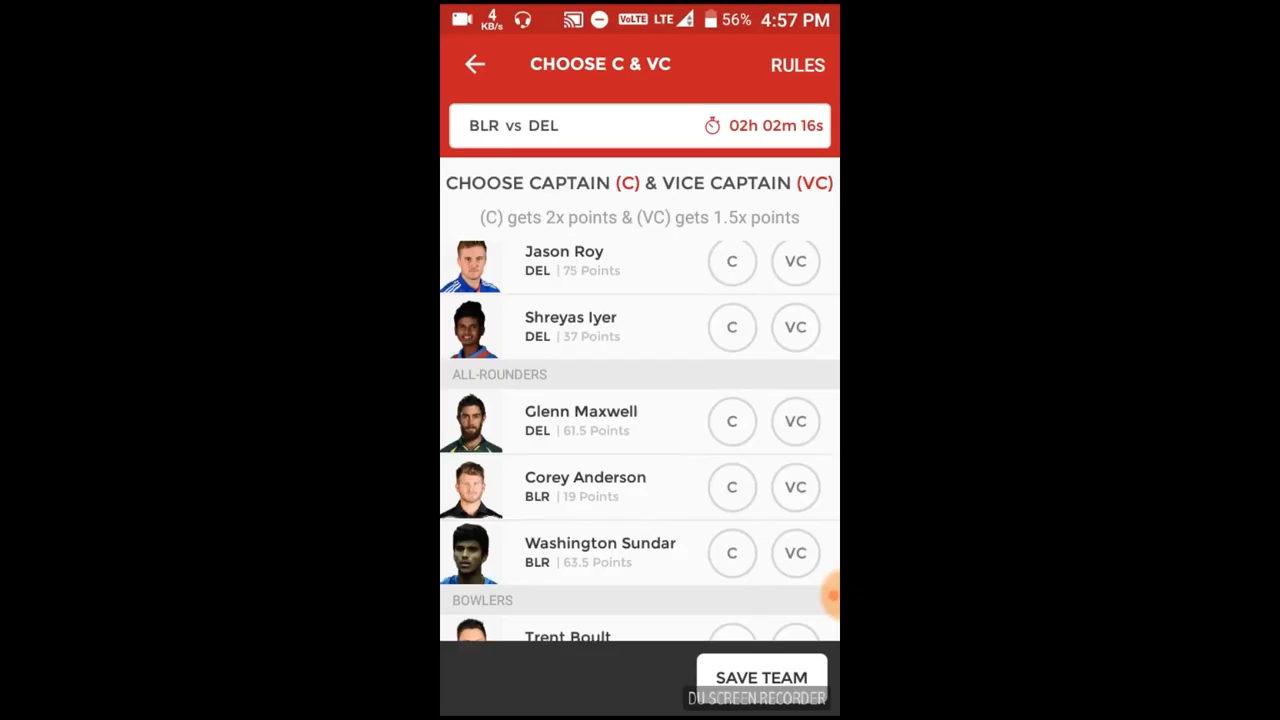 4 KB/s VoLTE LTE 56% 4:57 PM
CHOOSE C & VC RULES
BLR vs DEL 02h 02m 16s
CHOOSE CAPTAIN (C) & VICE CAPTAIN (VC)
(C) gets 2x points & (VC) gets 1.5x points
Jason Roy
DEL | 75 Points C VC
Shreyas Iyer
DEL | 37 Points C VC
ALL-ROUNDERS
Glenn Maxwell
DEL | 61.5 Points C VC
Corey Anderson
BLR | 19 Points C VC
Washington Sundar
BLR | 63.5 Points C VC
BOWLERS
Trent Boult
SAVE TEAM
DU SCREEN RECORDER